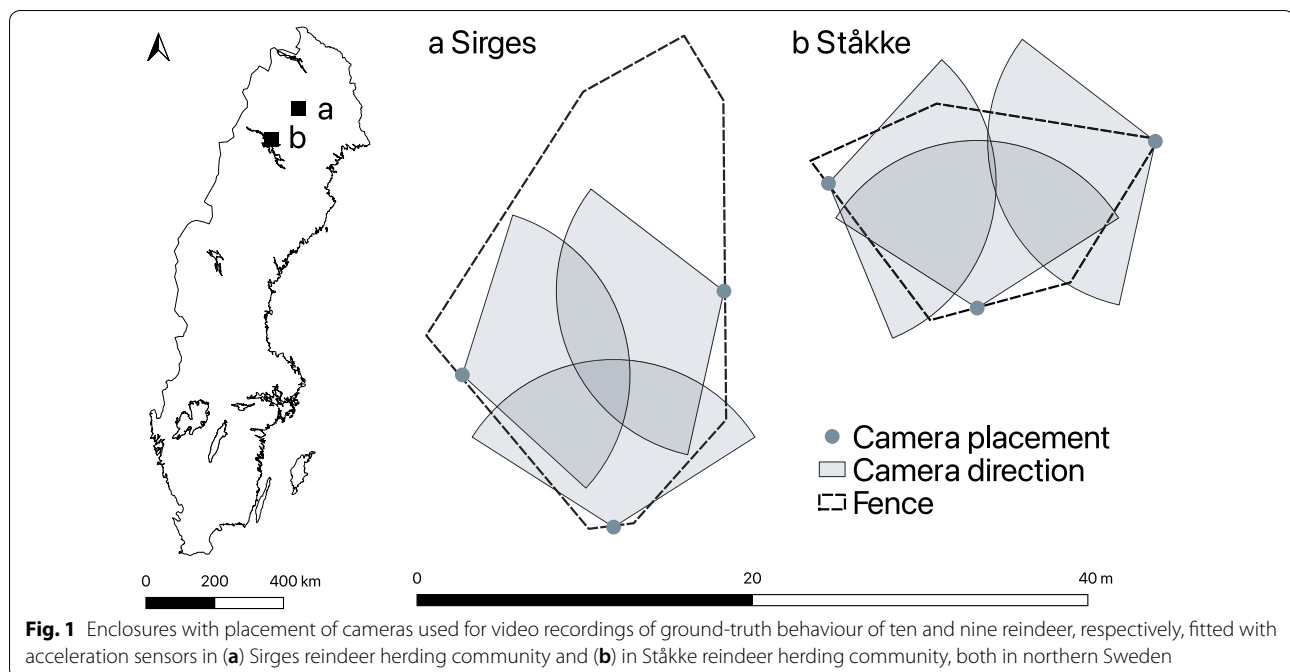 a Sirges
b Ståkke
a
b
Camera placement
Camera direction
Fence
0 200 400 km
0 20 40 m
Fig. 1 Enclosures with placement of cameras used for video recordings of ground-truth behaviour of ten and nine reindeer, respectively, fitted with
acceleration sensors in (a) Sirges reindeer herding community and (b) in Ståkke reindeer herding community, both in northern Sweden